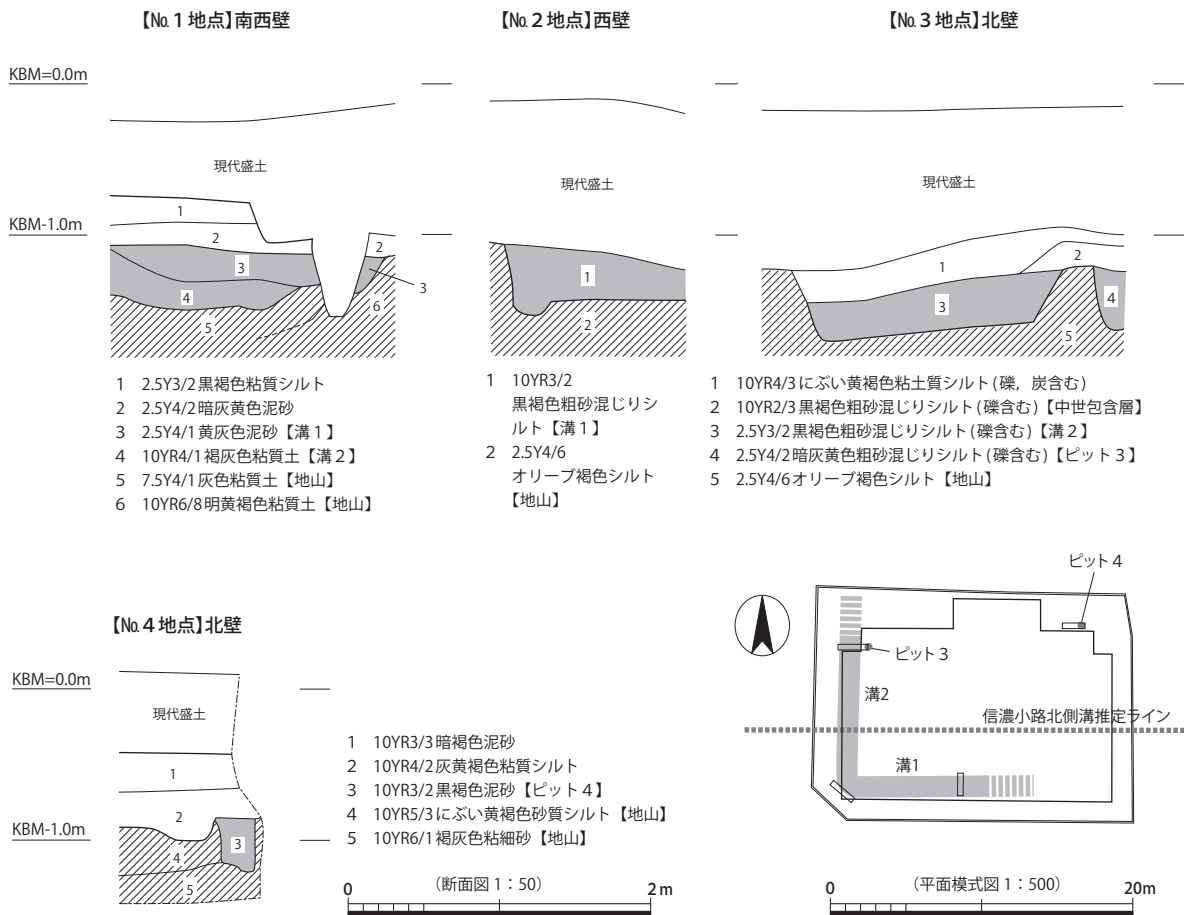 【№1地点】南西壁
KBM=0.0m
現代盛土
KBM-1.0m
1
2
3
4
5
2
3
6
1 2.5Y3/2黒褐色粘質シルト
2 2.5Y4/2暗灰黄色泥砂
3 2.5Y4/1黄灰色泥砂【溝1】
4 10YR4/1褐灰色粘質土【溝2】
5 7.5Y4/1灰色粘質土【地山】
6 10YR6/8明黄褐色粘質土【地山】
【№2地点】西壁
現代盛土
1
2
1 10YR3/2
黒褐色粗砂混じりシ
ルト【溝1】
2 2.5Y4/6
オリーブ褐色シルト
【地山】
【№3地点】北壁
現代盛土
1
2
3
4
5
1 10YR4/3にぶい黄褐色粘土質シルト(礫，炭含む)
2 10YR2/3黒褐色粗砂混じりシルト(礫含む)【中世包含層】
3 2.5Y3/2黒褐色粗砂混じりシルト(礫含む)【溝2】
4 2.5Y4/2暗灰黄色粗砂混じりシルト(礫含む)【ピット3】
5 2.5Y4/6オリーブ褐色シルト【地山】
【№4地点】北壁
KBM=0.0m
現代盛土
1
2
KBM-1.0m
3
4
5
1 10YR3/3暗褐色泥砂
2 10YR4/2灰黄褐色粘質シルト
3 10YR3/2黒褐色泥砂【ピット4】
4 10YR5/3にぶい黄褐色砂質シルト【地山】
5 10YR6/1褐灰色粘細砂【地山】
0 (断面図1：50) 2m
ピット4
ピット3
溝2
信濃小路北側溝推定ライン
溝1
0 (平面模式図1：500) 20m